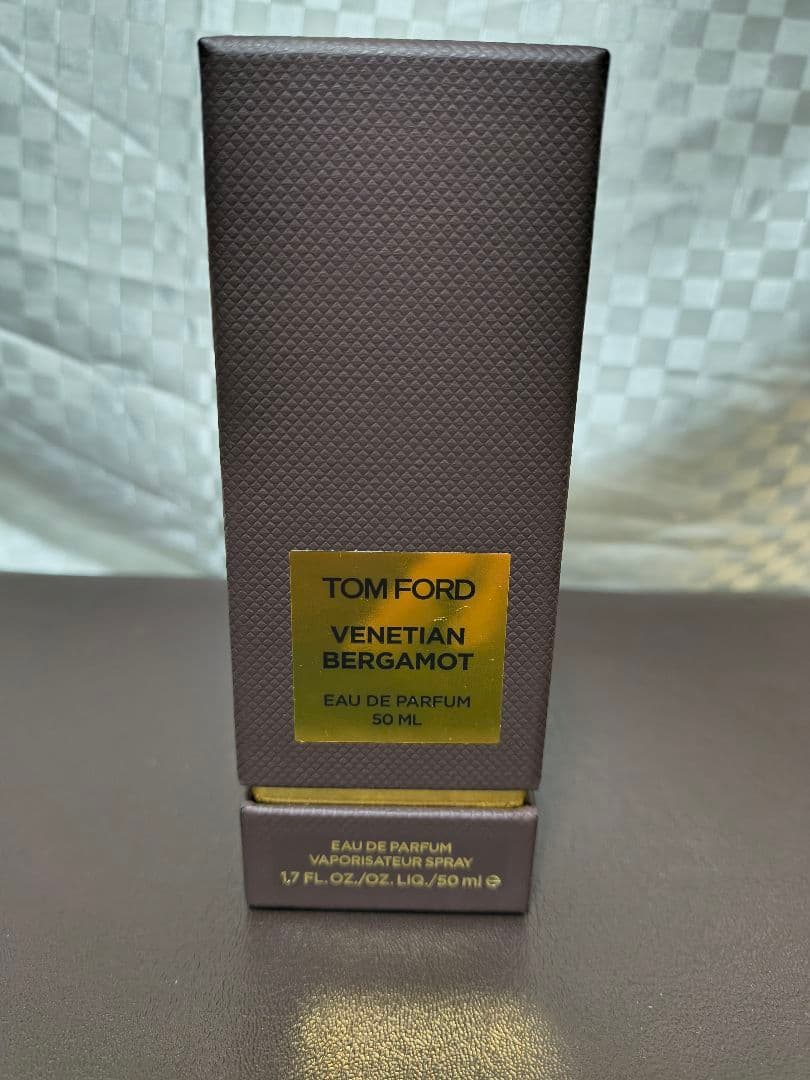 TOM FORD
VENETIAN
BERGAMOT
EAU DE PARFUM
50 ML
EAU DE PARFUM
VAPORISATEUR SPRAY
1,7 FL. OZ./OZ. LIQ./50 ml ℮